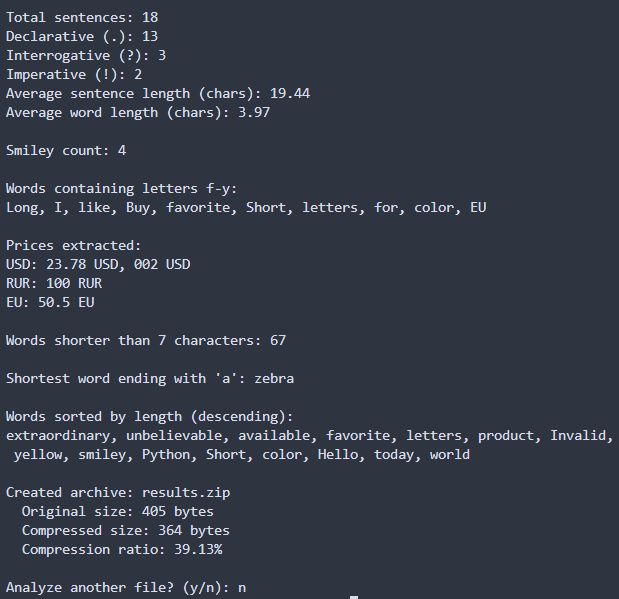 Total sentences: 18
Declarative (.): 13
Interrogative (?): 3
Imperative (!): 2
Average sentence length (chars): 19.44
Average word length (chars): 3.97
Smiley count: 4
Words containing letters f-y:
Long, I, like, Buy, favorite, Short, letters, for, color, EU
Prices extracted:
USD: 23.78 USD, 002 USD
RUR: 100 RUR
EU: 50.5 EU
Words shorter than 7 characters: 67
Shortest word ending with 'a': zebra
Words sorted by length (descending):
extraordinary, unbelievable, available, favorite, letters, product, Invalid,
yellow, smiley, Python, Short, color, Hello, today, world
Created archive: results.zip
Original size: 405 bytes
Compressed size: 364 bytes
Compression ratio: 39.13%
Analyze another file? (y/n): n